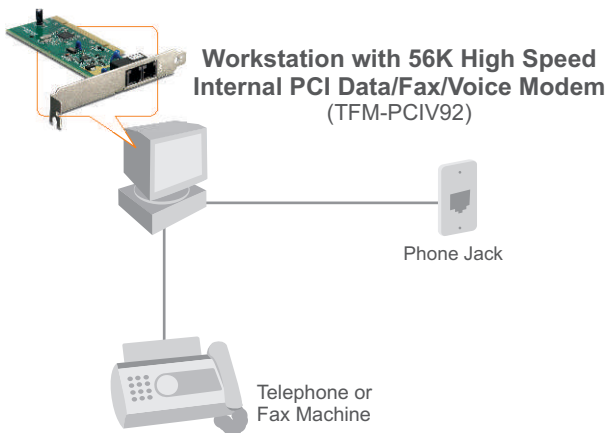 Workstation with 56K High Speed
Internal PCI Data/Fax/Voice Modem
(TFM-PCIV92)
Phone Jack
Telephone or
Fax Machine